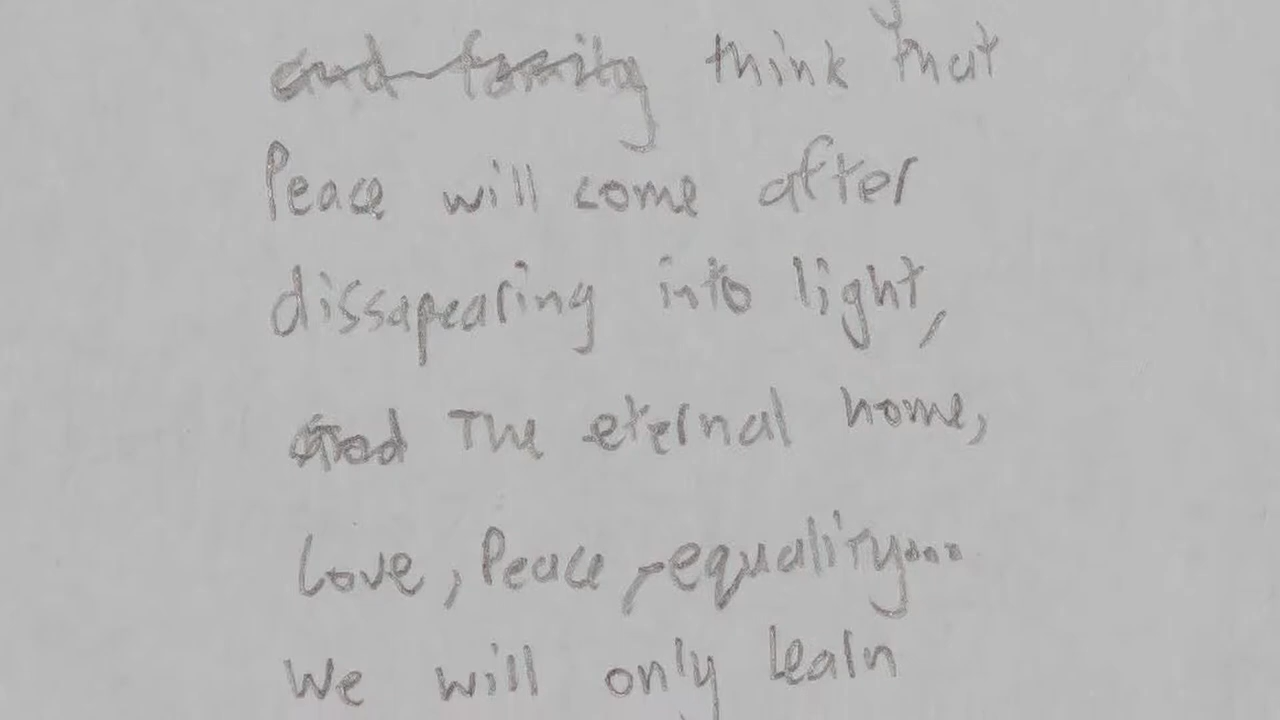 think that
Peace will come after
dissapearing into light,
The eternal home,
Love, Peace, equality...
We will only learn